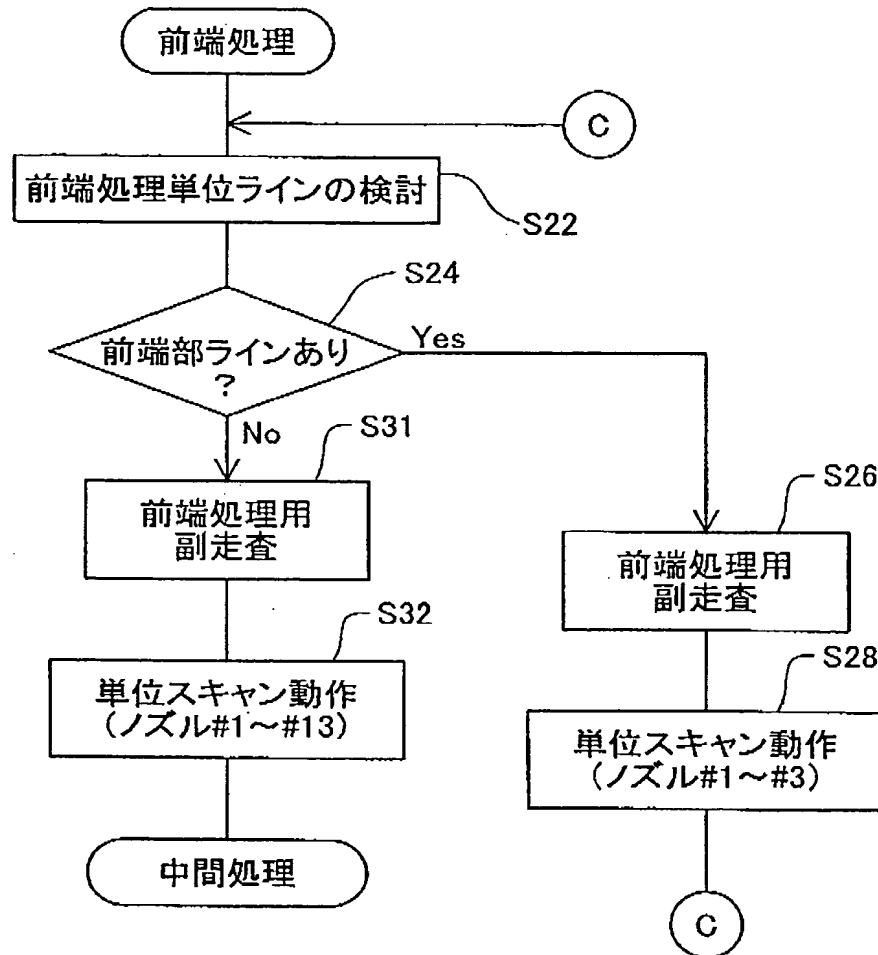 前端処理
C
前端処理単位ラインの検討
S22
S24
前端部ラインあり
?
Yes
No
S31
前端処理用
副走査
S26
前端処理用
副走査
S32
単位スキャン動作
(ノズル#1~#13)
S28
単位スキャン動作
(ノズル#1~#3)
中間処理
C